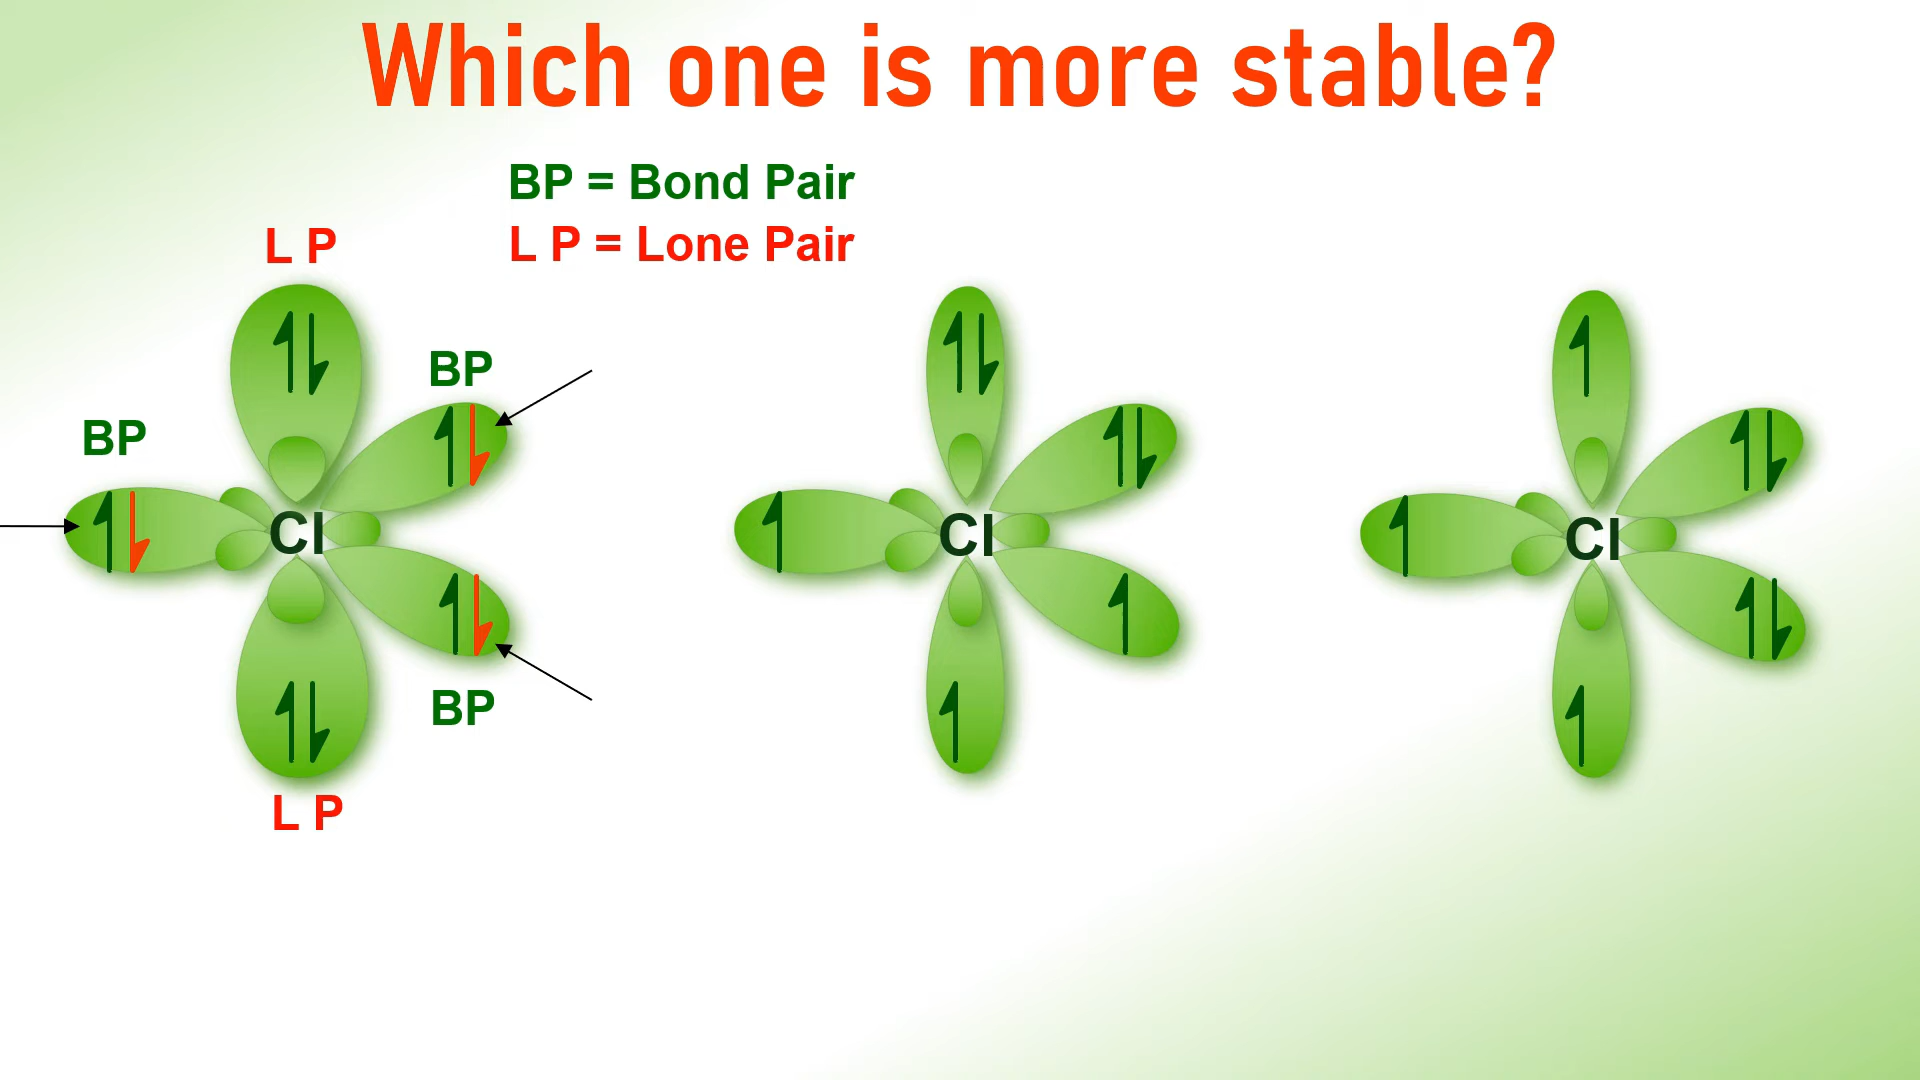 Which one is more stable?
BP = Bond Pair
L P = Lone Pair
L P
BP
BP
Cl
BP
L P
Cl
Cl